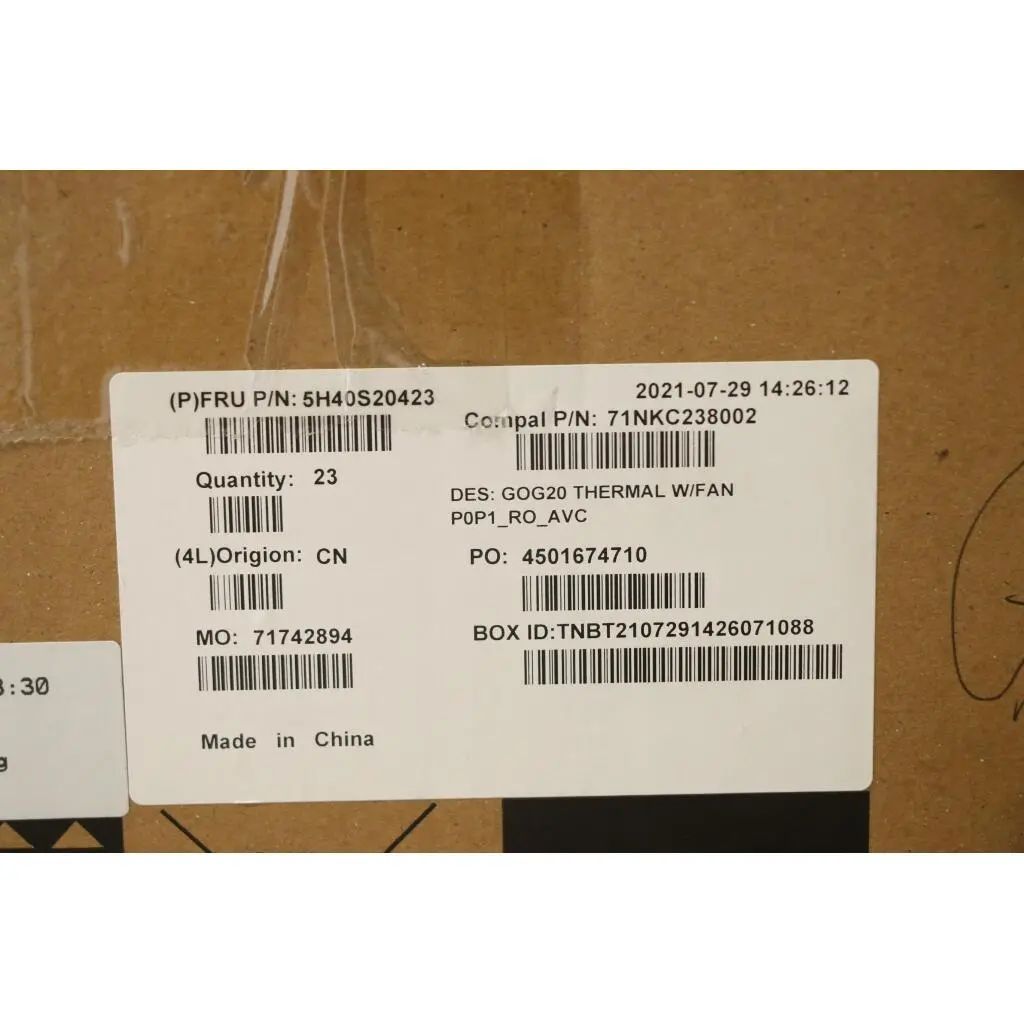 (P)FRU P/N: 5H40S20423
2021-07-29 14:26:12
Compal P/N: 71NKC238002
Quantity: 23
DES: GOG20 THERMAL W/FAN
P0P1_RO_AVC
(4L)Origion: CN
PO: 4501674710
MO: 71742894
BOX ID:TNBT2107291426071088
Made in China
:30
g